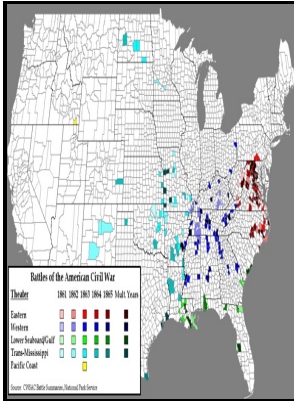 Battles of the American Civil War
Theater 1861 1862 1863 1864 1865 Mult. Years
Eastern
Western
Lower Seaboard/Gulf
Trans-Mississippi
Pacific Coast
Source: CWSAC Battle Summaries, National Park Service